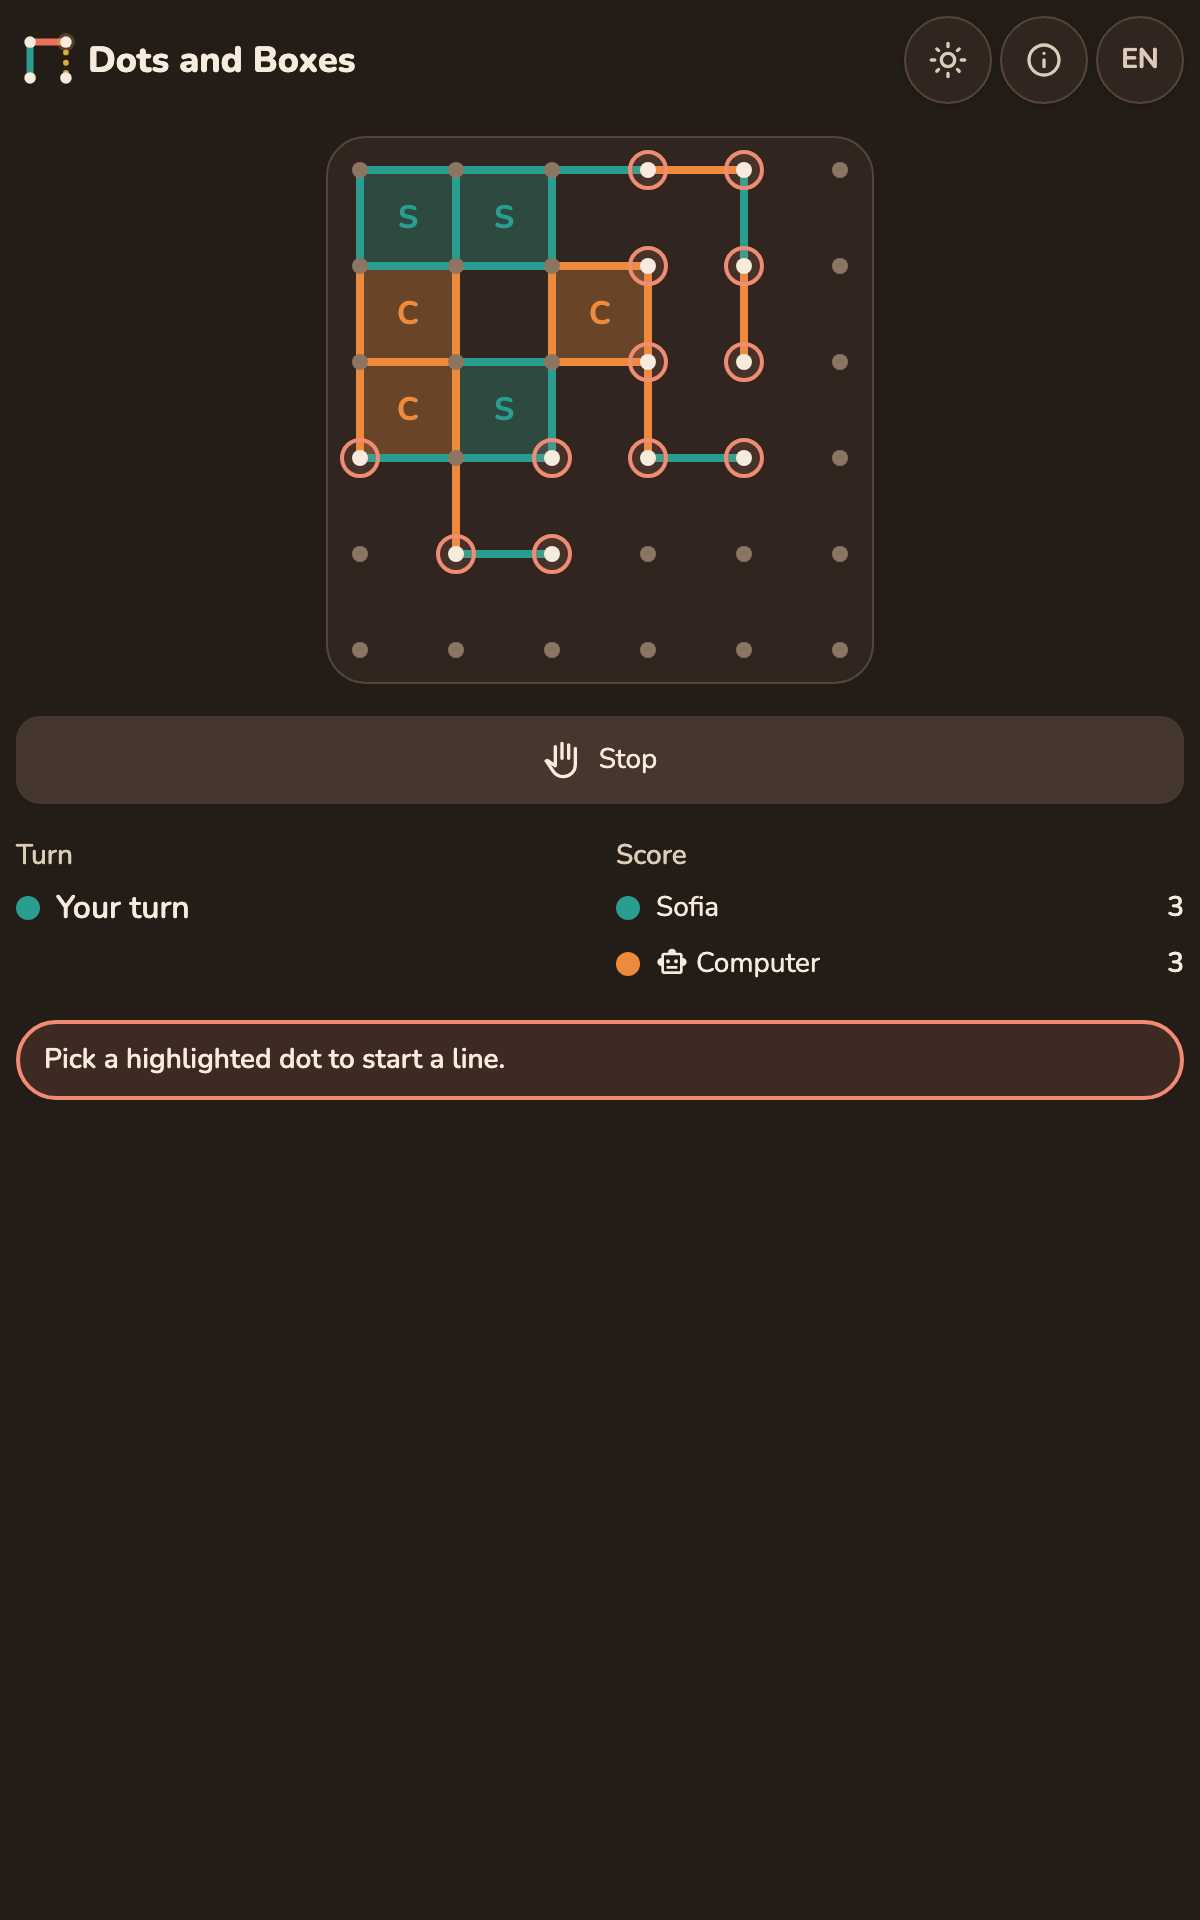 Dots and Boxes
EN
S S
C C
C S
Stop
Turn
Your turn
Score
Sofia 3
Computer 3
Pick a highlighted dot to start a line.